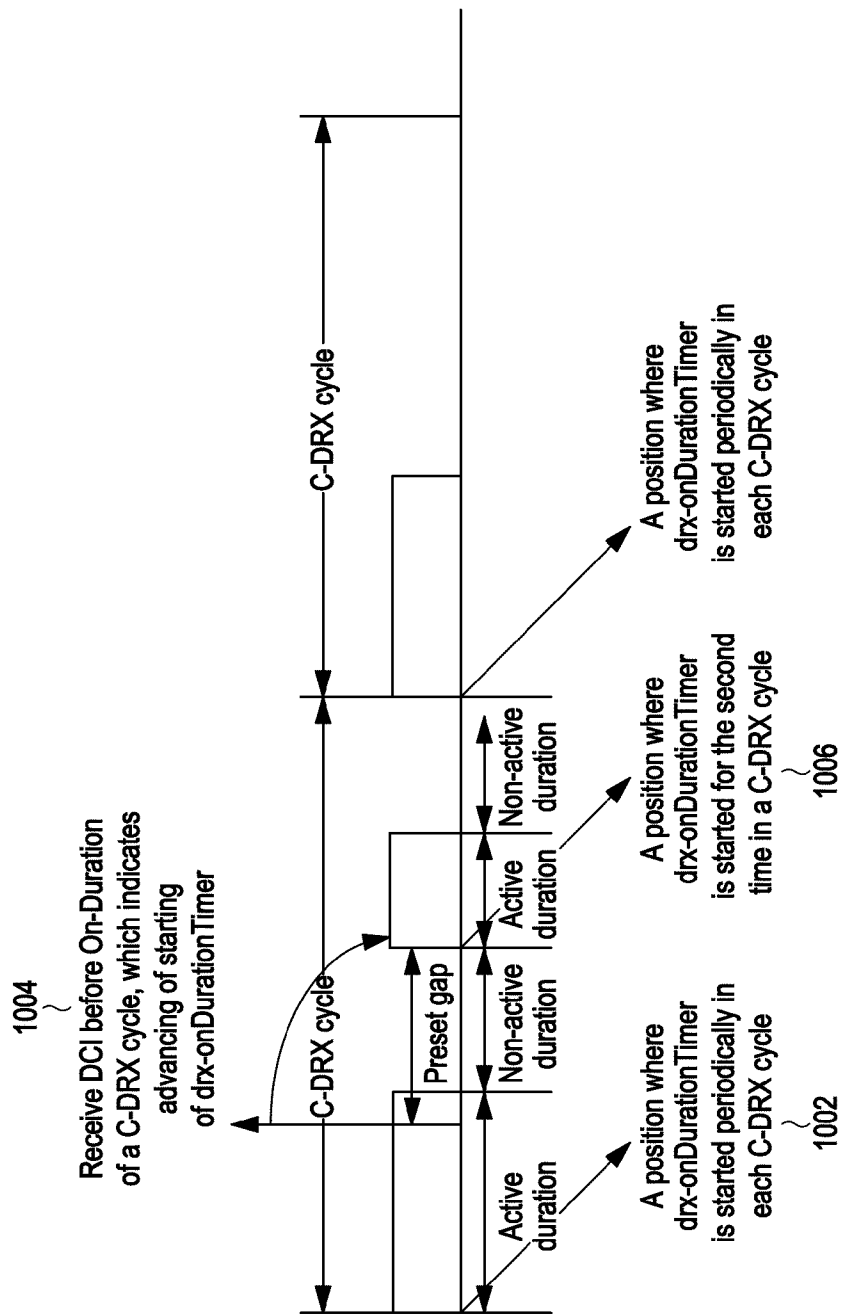 1004
Receive DCI before On-Duration
of a C-DRX cycle, which indicates
advancing of starting
of drx-onDurationTimer
C-DRX cycle
C-DRX cycle
Preset gap
Active
duration
Non-active
duration
Active
duration
Non-active
duration
A position where
drx-onDurationTimer
is started periodically in
each C-DRX cycle
1002
A position where
drx-onDurationTimer
is started for the second
time in a C-DRX cycle
1006
A position where
drx-onDurationTimer
is started periodically in
each C-DRX cycle